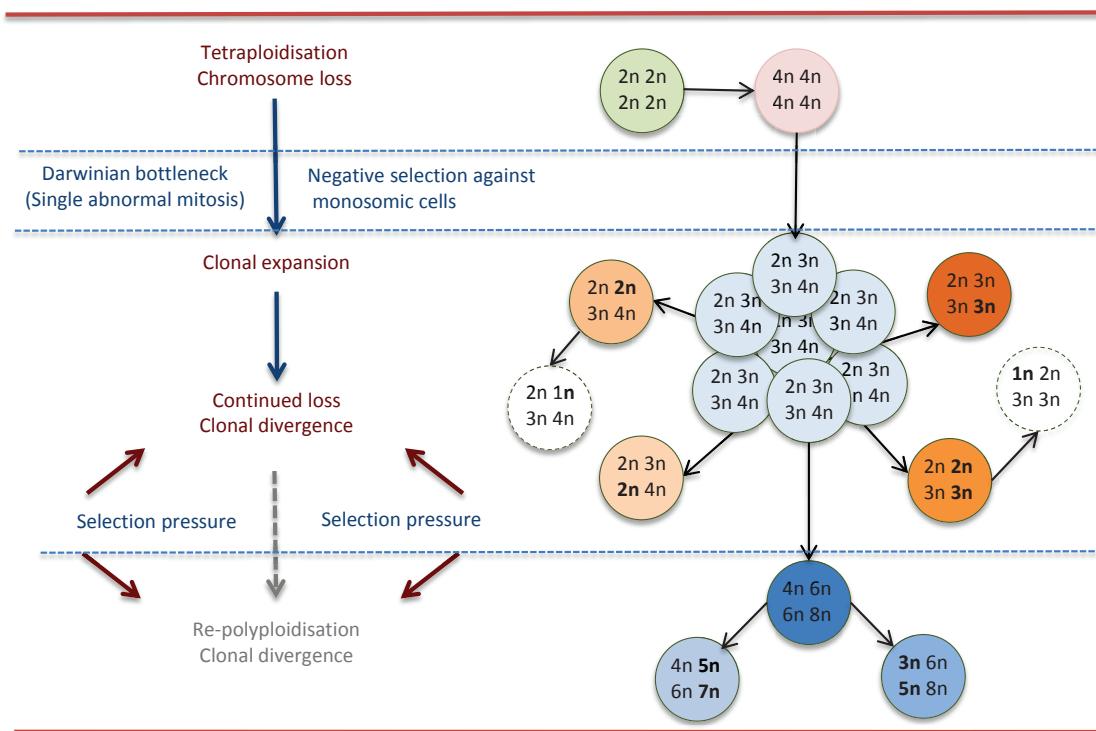 Tetraploidisation
Chromosome loss
2n 2n
2n 2n
4n 4n
4n 4n
Darwinian bottleneck
(Single abnormal mitosis)
Negative selection against
monosomic cells
Clonal expansion
2n 3n
3n 4n
2n 2n
3n 4n
2n 3n
3n 4n
2n 3n
3n 4n
2n 3n
3n 3n
3n 4n
2n 1n
3n 4n
2n 3n
3n 4n
2n 3n
3n 4n
2n 3n
4n
1n 2n
3n 3n
Continued loss
Clonal divergence
2n 3n
2n 4n
2n 2n
3n 3n
Selection pressure
Selection pressure
4n 6n
6n 8n
Re-polyploidisation
Clonal divergence
4n 5n
6n 7n
3n 6n
5n 8n